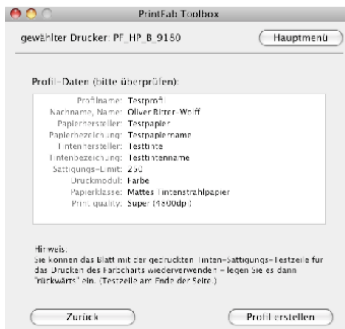 PrintFab Toolbox
gewählter Drucker: PF_HP_B_9180
Hauptmenü
Profil-Daten (bitte überprüfen):
Profilname: Testprofil
Nachname, Name: Oliver Ritter-Wolff
Papierhersteller: Testpapier
Papierbezeichnung: Testpapiername
Tintenhersteller: Testtinte
Tintenbezeichnung: Testtintenname
Sättigungs-Limit: 250
Druckmodul: Farbe
Papierklasse: Mattes Tintenstrahlpapier
Print quality: Super (4800dpi)
Hinweis:
Sie können das Blatt mit der gedruckten Tinten-Sättigungs-Testzeile für
das Drucken des Farbcharts wiederverwenden - legen Sie es dann
"rückwärts" ein. (Testzeile am Ende der Seite.)
Zurück
Profil erstellen